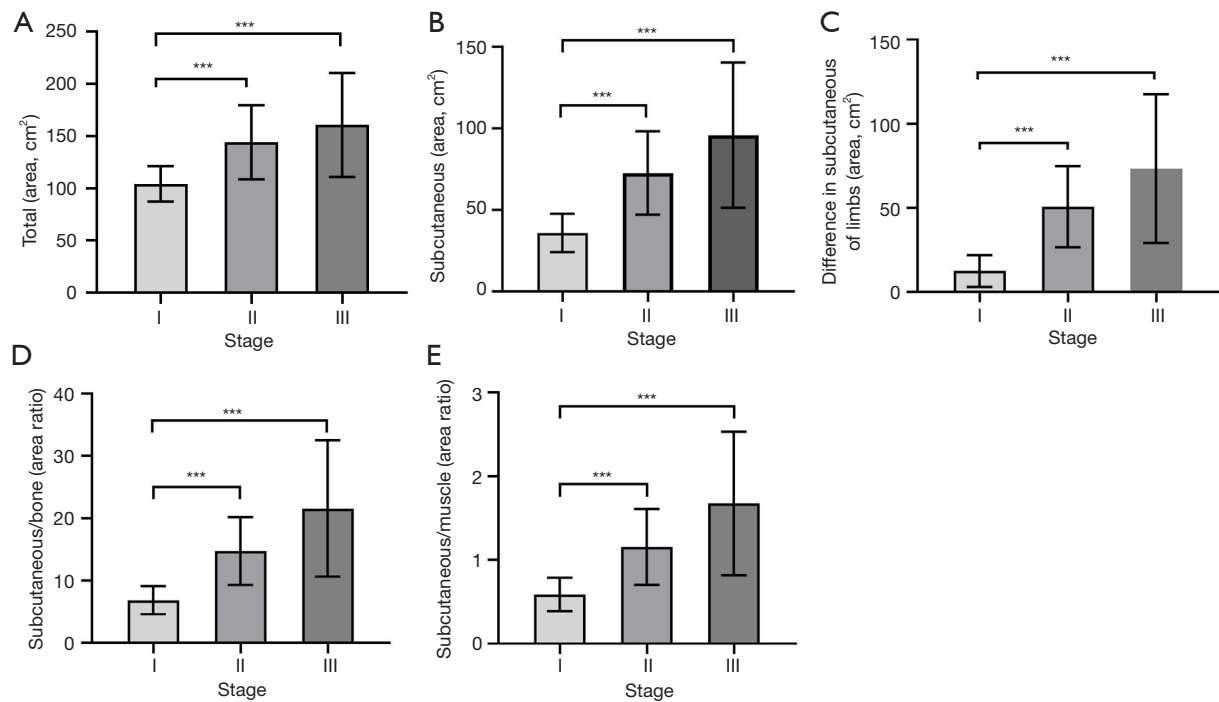 A
Total (area, cm²)
250
200
150
100
50
0
***
***
I
II
III
Stage
B
Subcutaneous (area, cm²)
150
100
50
0
***
***
I
II
III
Stage
C
Difference in subcutaneous
of limbs (area, cm²)
150
100
50
0
***
***
I
II
III
Stage
D
Subcutaneous/bone (area ratio)
40
30
20
10
0
***
***
I
II
III
Stage
E
Subcutaneous/muscle (area ratio)
3
2
1
0
***
***
I
II
III
Stage